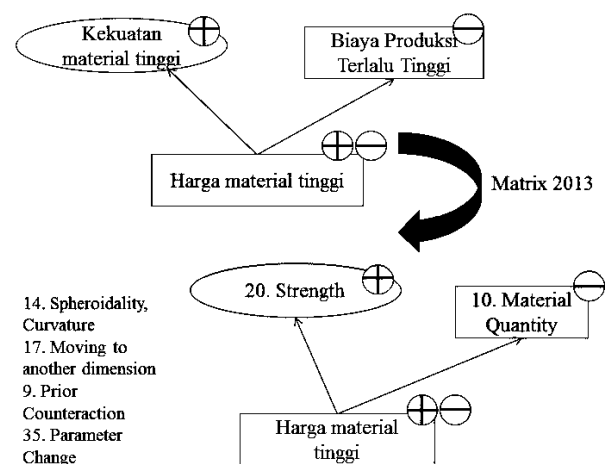 Kekuatan
material tinggi
Biaya Produksi
Terlalu Tinggi
Harga material tinggi
Matrix 2013
20. Strength
10. Material
Quantity
14. Spheroidality,
Curvature
17. Moving to
another dimension
9. Prior
Counteraction
35. Parameter
Change
Harga material
tinggi